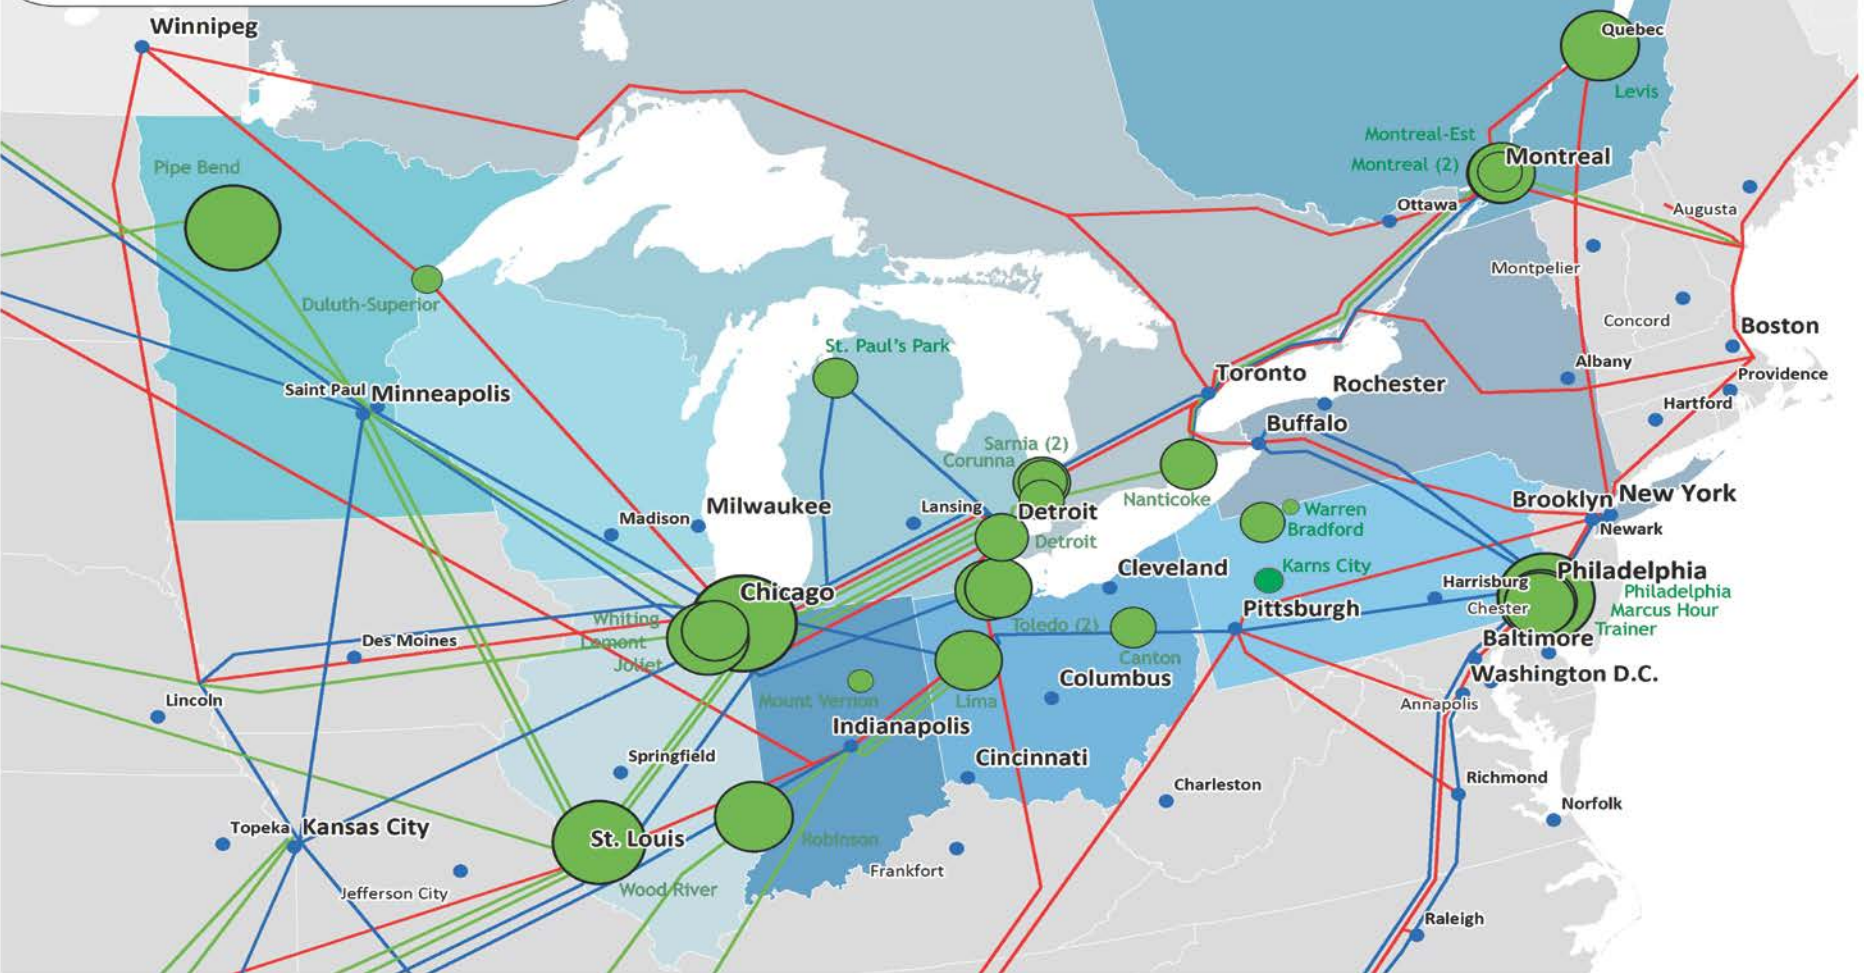 Winnipeg
Quebec
Levis
Montreal-Est
Montreal (2)
Montreal
Pipe Bend
Ottawa
Augusta
Montpelier
Duluth-Superior
Concord
Boston
St. Paul's Park
Albany
Toronto
Providence
Rochester
Saint Paul
Minneapolis
Hartford
Buffalo
Sarnia (2)
Corunna
Nanticoke
Brooklyn
New York
Milwaukee
Lansing
Detroit
Madison
Warren
Bradford
Newark
Detroit
Cleveland
Karns City
Philadelphia
Harrisburg
Chicago
Philadelphia
Chester
Pittsburgh
Marcus Hour
Whiting
Toledo (2)
Trainer
Des Moines
Lemont
Baltimore
Joliet
Canton
Columbus
Washington D.C.
Lincoln
Mount Vernon
Lima
Annapolis
Indianapolis
Springfield
Cincinnati
Charleston
Richmond
Norfolk
Topeka
Kansas City
St. Louis
Robinson
Frankfort
Jefferson City
Wood River
Raleigh